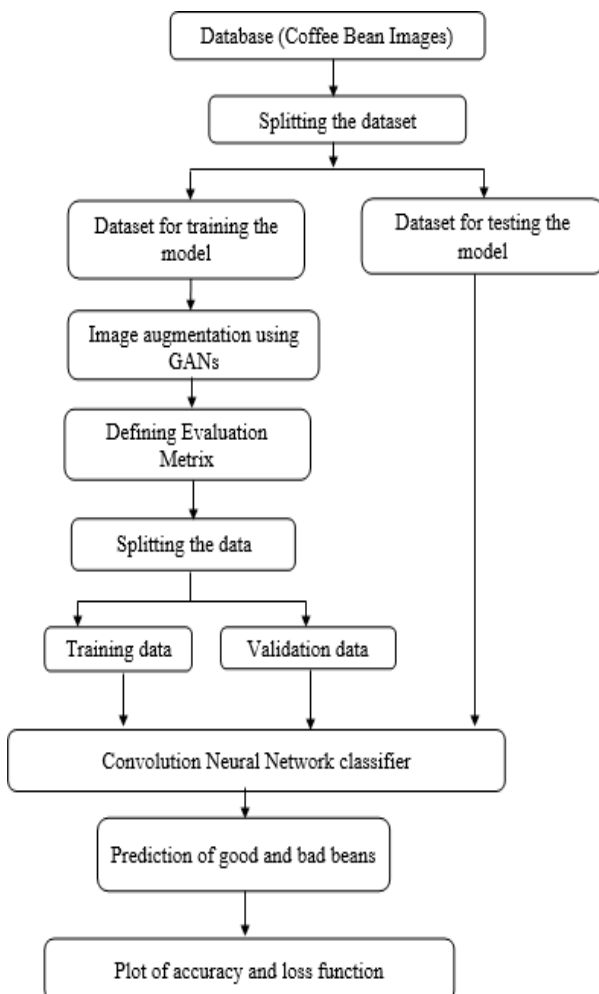 Database (Coffee Bean Images)
Splitting the dataset
Dataset for training the
model
Dataset for testing the
model
Image augmentation using
GANs
Defining Evaluation
Metrix
Splitting the data
Training data
Validation data
Convolution Neural Network classifier
Prediction of good and bad beans
Plot of accuracy and loss function